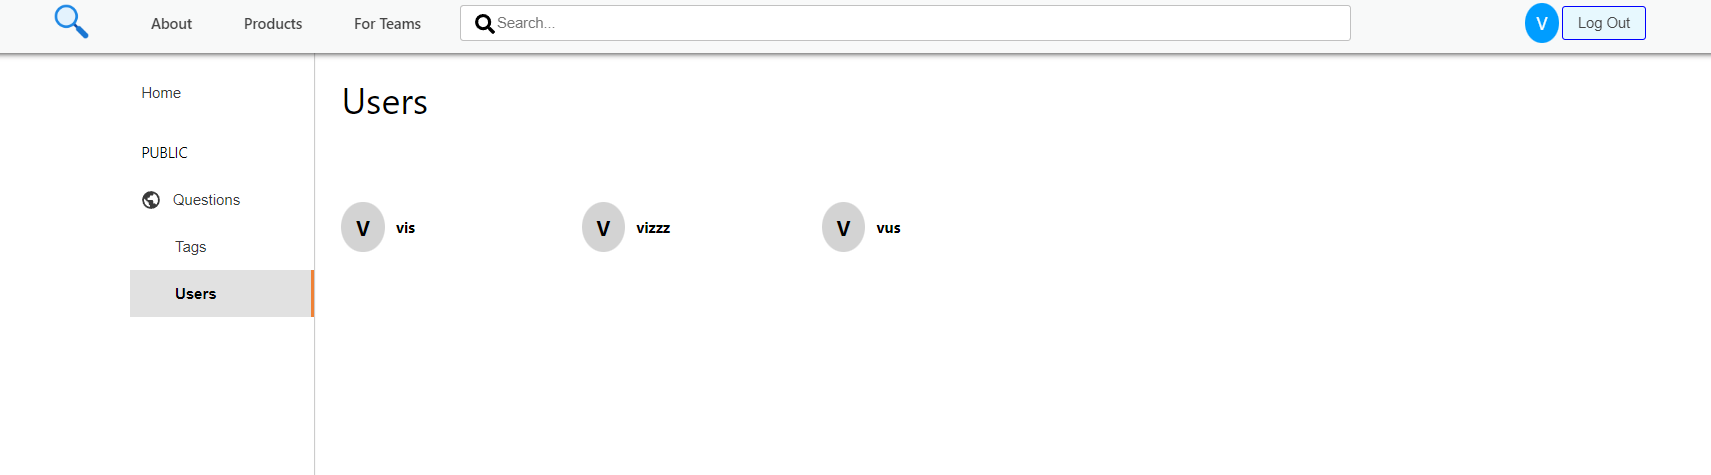 About Products For Teams Search... V Log Out
Home
PUBLIC
Questions
Tags
Users
Users
V vis V vizzz V vus